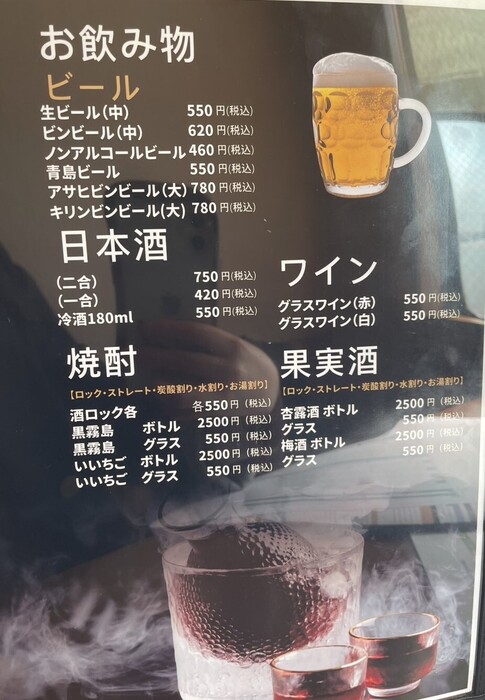 お飲み物
ビール
生ビール(中) 550円(税込)
ビンビール(中) 620円(税込)
ノンアルコールビール 460円(税込)
青島ビール 550円(税込)
アサヒビンビール(大) 780円(税込)
キリンビンビール(大) 780円(税込)
日本酒
(二合) 750円(税込)
(一合) 420円(税込)
冷酒180ml 550円(税込)
ワイン
グラスワイン(赤) 550円(税込)
グラスワイン(白) 550円(税込)
焼酎
【ロック・ストレート・炭酸割り・水割り・お湯割り】
酒ロック各 各550円(税込)
黒霧島 ボトル 2500円(税込)
黒霧島 グラス 550円(税込)
いいちご ボトル 2500円(税込)
いいちご グラス 550円(税込)
果実酒
【ロック・ストレート・炭酸割り・水割り・お湯割り】
杏露酒 ボトル 2500円(税込)
グラス 550円(税込)
梅酒 ボトル 2500円(税込)
グラス 550円(税込)